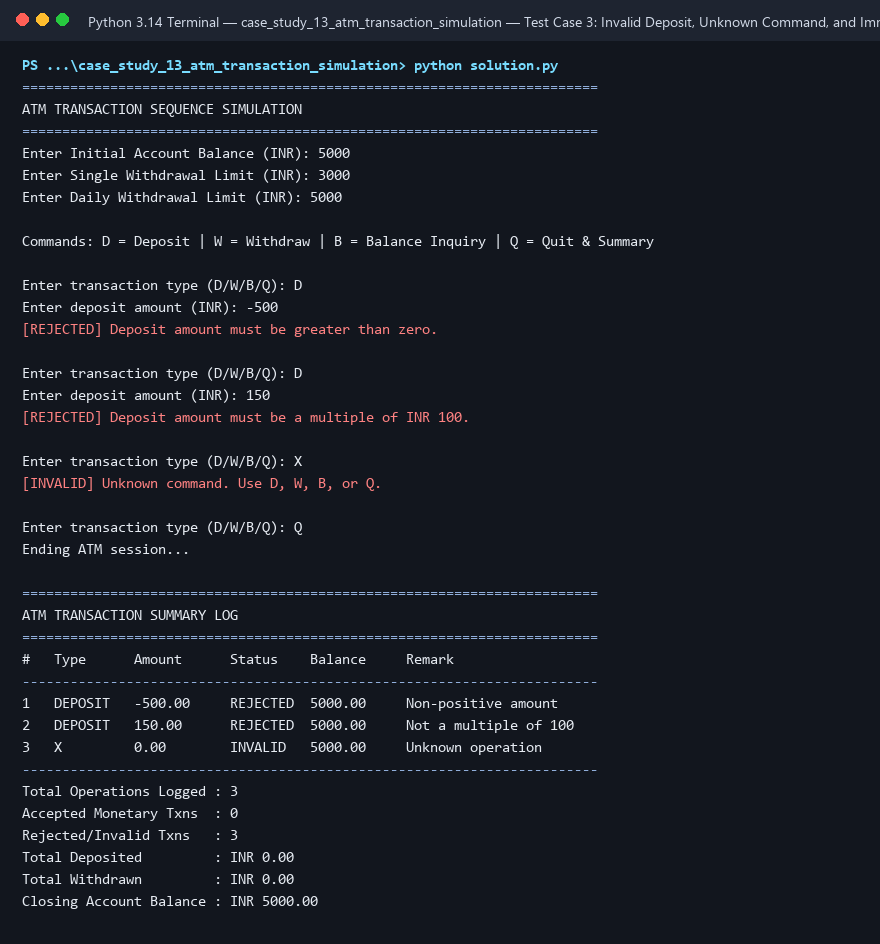 Python 3.14 Terminal — case_study_13_atm_transaction_simulation — Test Case 3: Invalid Deposit, Unknown Command, and
PS ...\case_study_13_atm_transaction_simulation> python solution.py
========================================================================
ATM TRANSACTION SEQUENCE SIMULATION
========================================================================
Enter Initial Account Balance (INR): 5000
Enter Single Withdrawal Limit (INR): 3000
Enter Daily Withdrawal Limit (INR): 5000
Commands: D = Deposit | W = Withdraw | B = Balance Inquiry | Q = Quit & Summary
Enter transaction type (D/W/B/Q): D
Enter deposit amount (INR): -500
[REJECTED] Deposit amount must be greater than zero.
Enter transaction type (D/W/B/Q): D
Enter deposit amount (INR): 150
[REJECTED] Deposit amount must be a multiple of INR 100.
Enter transaction type (D/W/B/Q): X
[INVALID] Unknown command. Use D, W, B, or Q.
Enter transaction type (D/W/B/Q): Q
Ending ATM session...
========================================================================
ATM TRANSACTION SUMMARY LOG
========================================================================
#   Type      Amount      Status    Balance     Remark
------------------------------------------------------------------------
1   DEPOSIT   -500.00     REJECTED  5000.00     Non-positive amount
2   DEPOSIT   150.00      REJECTED  5000.00     Not a multiple of 100
3   X         0.00        INVALID   5000.00     Unknown operation
------------------------------------------------------------------------
Total Operations Logged : 3
Accepted Monetary Txns  : 0
Rejected/Invalid Txns   : 3
Total Deposited         : INR 0.00
Total Withdrawn         : INR 0.00
Closing Account Balance : INR 5000.00